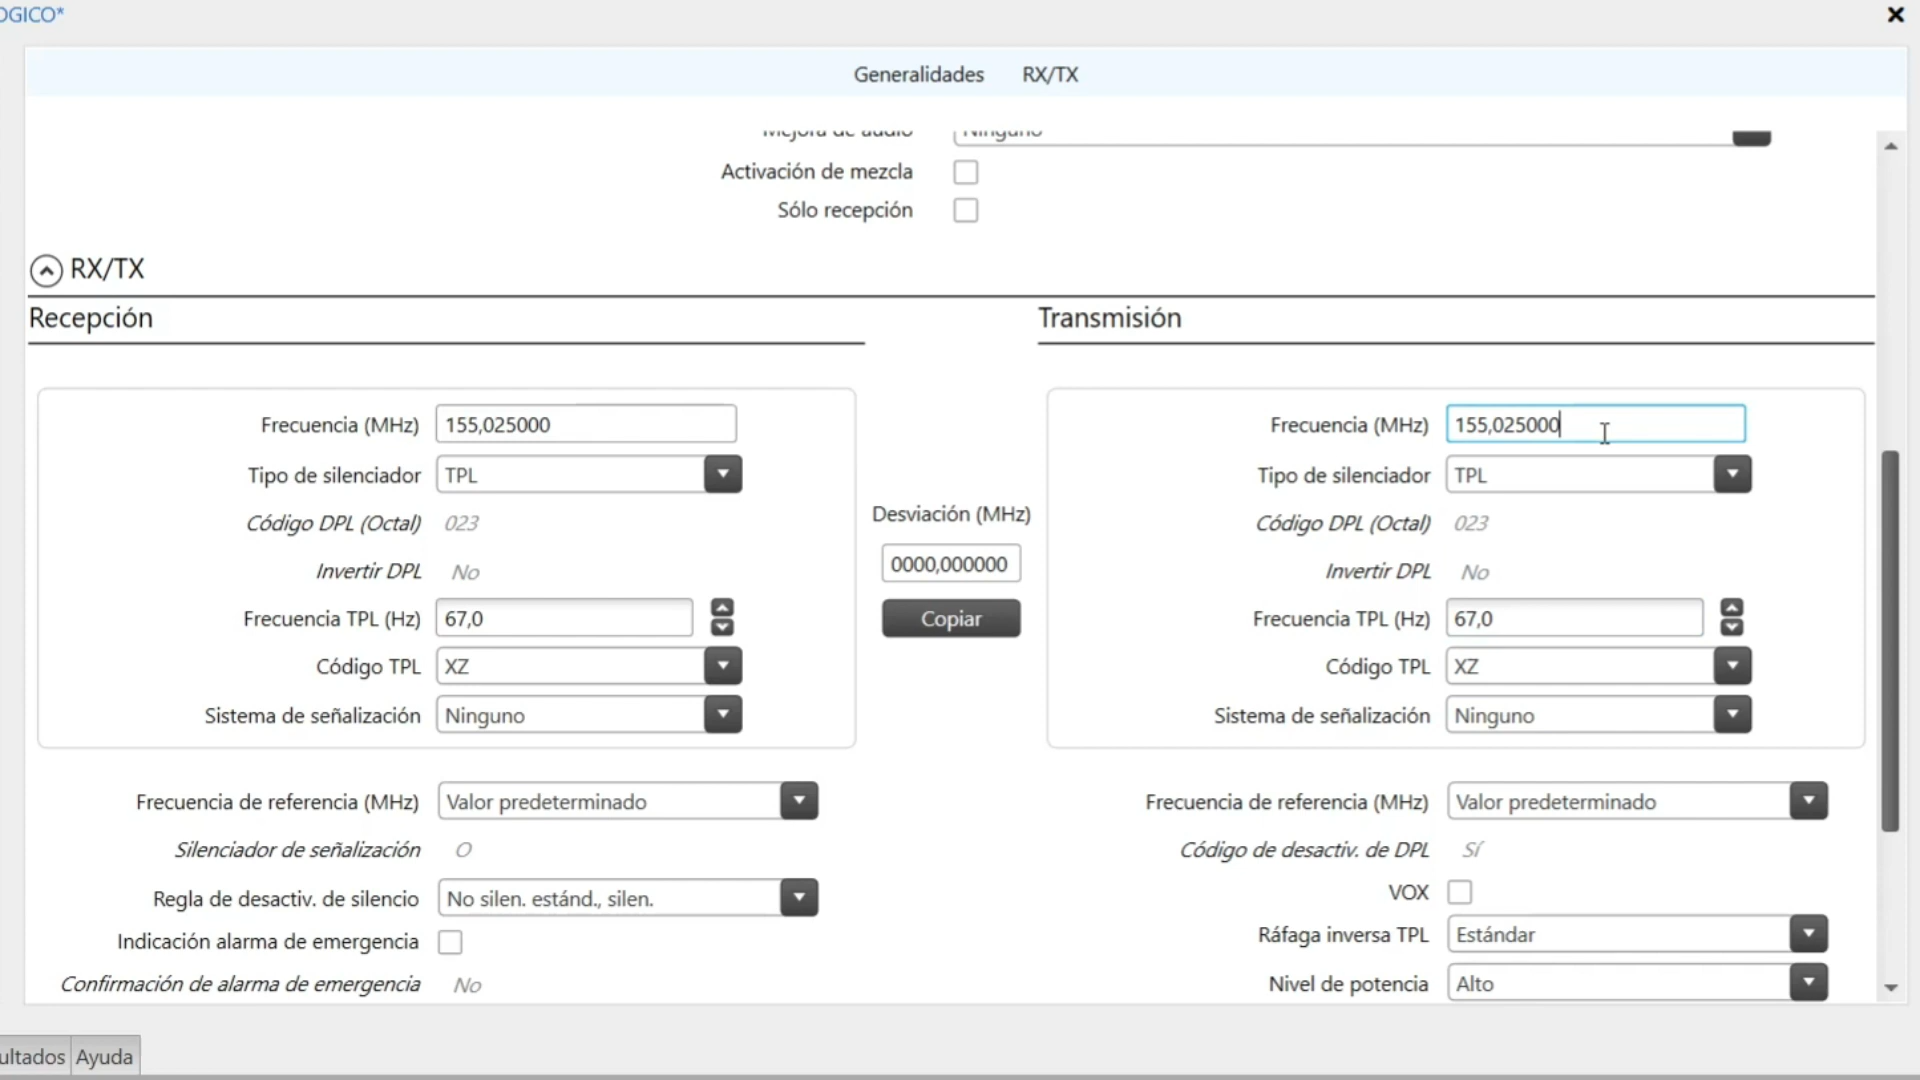 OGICO*
Generalidades RX/TX
Mejora de audio Ninguno
Activación de mezcla
Sólo recepción
RX/TX
Recepción
Frecuencia (MHz) 155,025000
Tipo de silenciador TPL
Código DPL (Octal) 023
Invertir DPL No
Frecuencia TPL (Hz) 67,0
Código TPL XZ
Sistema de señalización Ninguno
Desviación (MHz)
0000,000000
Copiar
Transmisión
Frecuencia (MHz) 155,025000
Tipo de silenciador TPL
Código DPL (Octal) 023
Invertir DPL No
Frecuencia TPL (Hz) 67,0
Código TPL XZ
Sistema de señalización Ninguno
Frecuencia de referencia (MHz) Valor predeterminado
Silenciador de señalización O
Regla de desactiv. de silencio No silen. estánd., silen.
Indicación alarma de emergencia
Confirmación de alarma de emergencia No
Frecuencia de referencia (MHz) Valor predeterminado
Código de desactiv. de DPL Sí
VOX
Ráfaga inversa TPL Estándar
Nivel de potencia Alto
ultados Ayuda